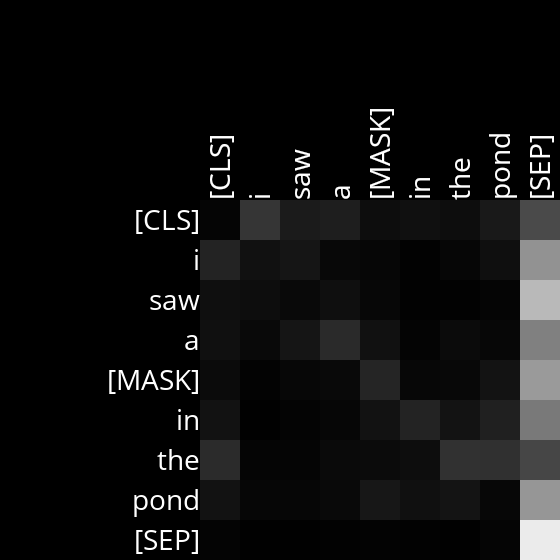 [CLS] i saw a [MASK] in the pond [SEP]
[CLS]
i
saw
a
[MASK]
in
the
pond
[SEP]